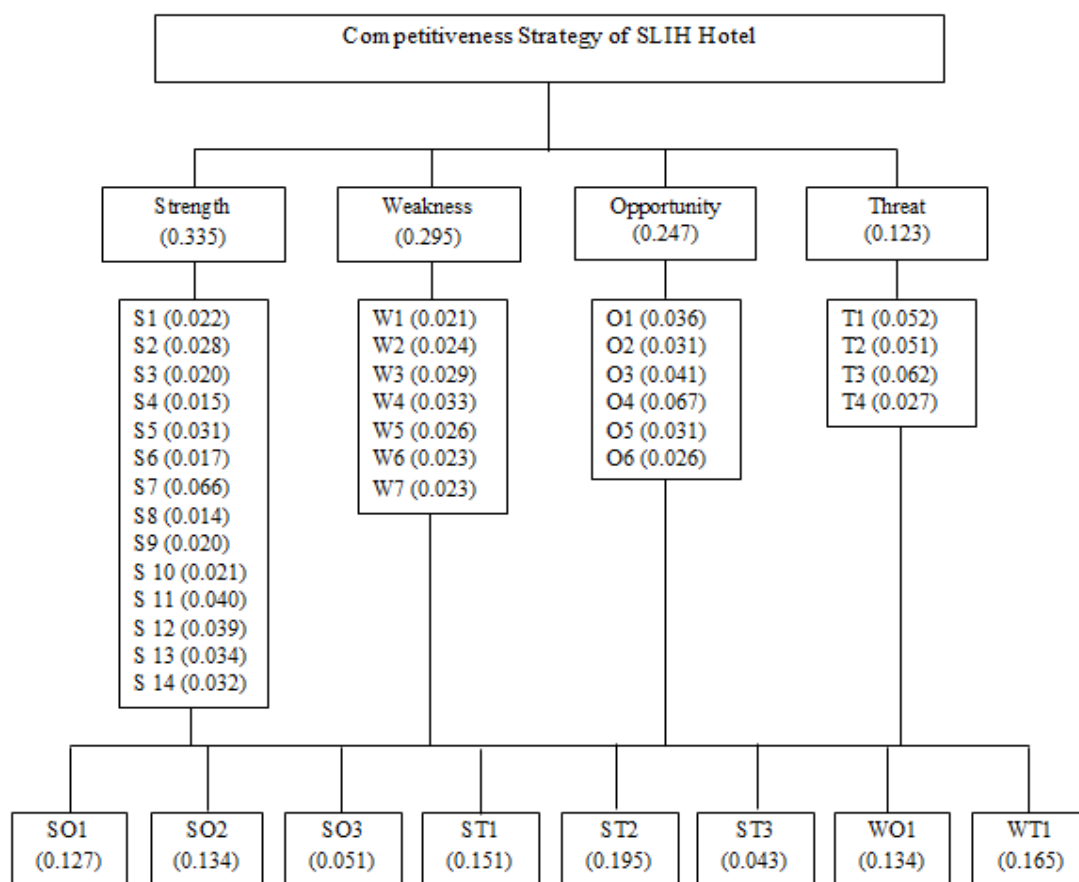 Competitiveness Strategy of SLIH Hotel
Strength
(0.335)
Weakness
(0.295)
Opportunity
(0.247)
Threat
(0.123)
S1 (0.022)
S2 (0.028)
S3 (0.020)
S4 (0.015)
S5 (0.031)
S6 (0.017)
S7 (0.066)
S8 (0.014)
S9 (0.020)
S 10 (0.021)
S 11 (0.040)
S 12 (0.039)
S 13 (0.034)
S 14 (0.032)
W1 (0.021)
W2 (0.024)
W3 (0.029)
W4 (0.033)
W5 (0.026)
W6 (0.023)
W7 (0.023)
O1 (0.036)
O2 (0.031)
O3 (0.041)
O4 (0.067)
O5 (0.031)
O6 (0.026)
T1 (0.052)
T2 (0.051)
T3 (0.062)
T4 (0.027)
SO1
(0.127)
SO2
(0.134)
SO3
(0.051)
ST1
(0.151)
ST2
(0.195)
ST3
(0.043)
WO1
(0.134)
WT1
(0.165)